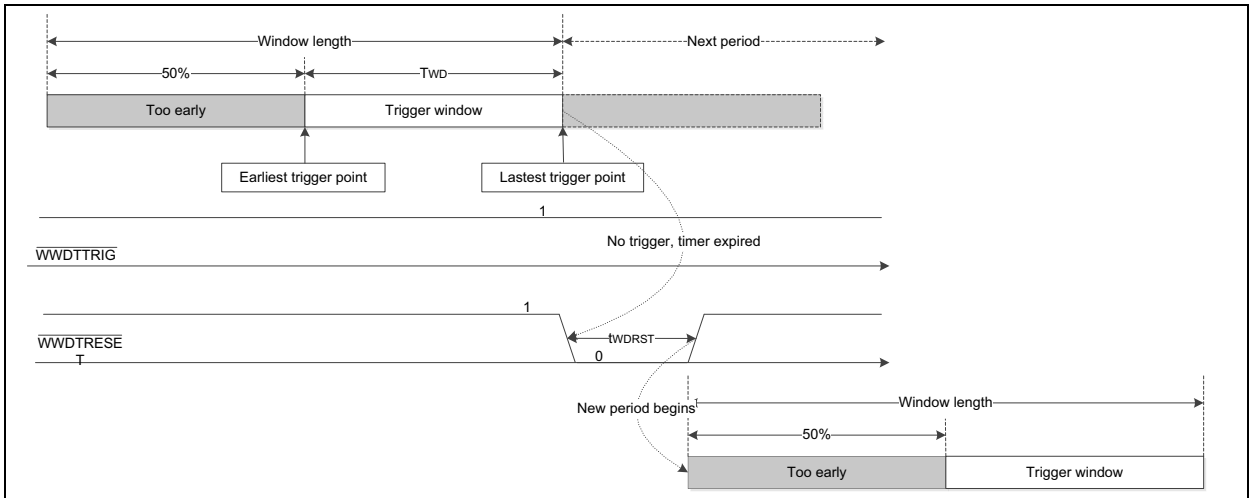 Window length
Next period
50%
TWD
Too early
Trigger window
Earliest trigger point
Lastest trigger point
1
No trigger, timer expired
WWDTTRIG
1
WWDTRESE
T
tWDRST
0
New period begins
Window length
50%
Too early
Trigger window